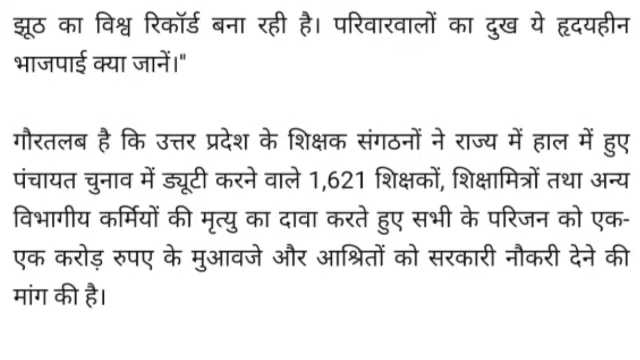 झूठ का विश्व रिकॉर्ड बना रही है। परिवारवालों का दुख ये हृदयहीन
भाजपाई क्या जानें।"
गौरतलब है कि उत्तर प्रदेश के शिक्षक संगठनों ने राज्य में हाल में हुए
पंचायत चुनाव में ड्यूटी करने वाले 1,621 शिक्षकों, शिक्षामित्रों तथा अन्य
विभागीय कर्मियों की मृत्यु का दावा करते हुए सभी के परिजन को एक-
एक करोड़ रुपए के मुआवजे और आश्रितों को सरकारी नौकरी देने की
मांग की है।